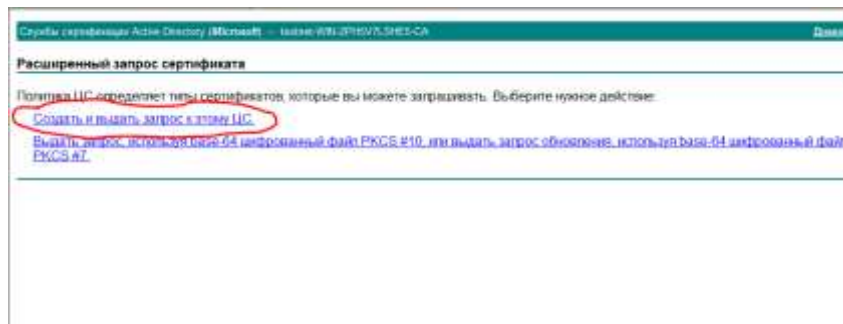 Службы сертификации Active Directory (Microsoft) --
Расширенный запрос сертификата
Политика ЦС определяет типы сертификатов, которые вы можете запрашивать. Выберите нужное действие:
Создать и выдать запрос к этому ЦС.
Выдать запрос, используя base-64 шифрованный файл PKCS #10, или выдать запрос обновления, используя base-64 шифрованный файл
PKCS #7.